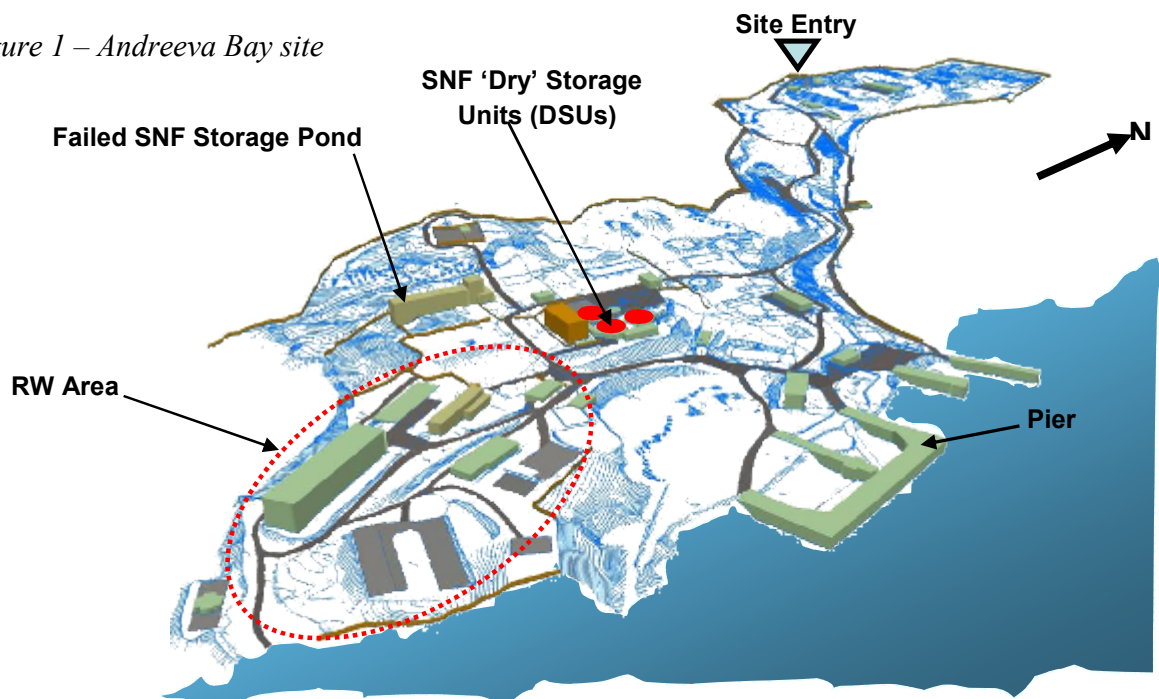 ure 1 – Andreeva Bay site
Site Entry
SNF ‘Dry’ Storage
Units (DSUs)
Failed SNF Storage Pond
N
RW Area
Pier